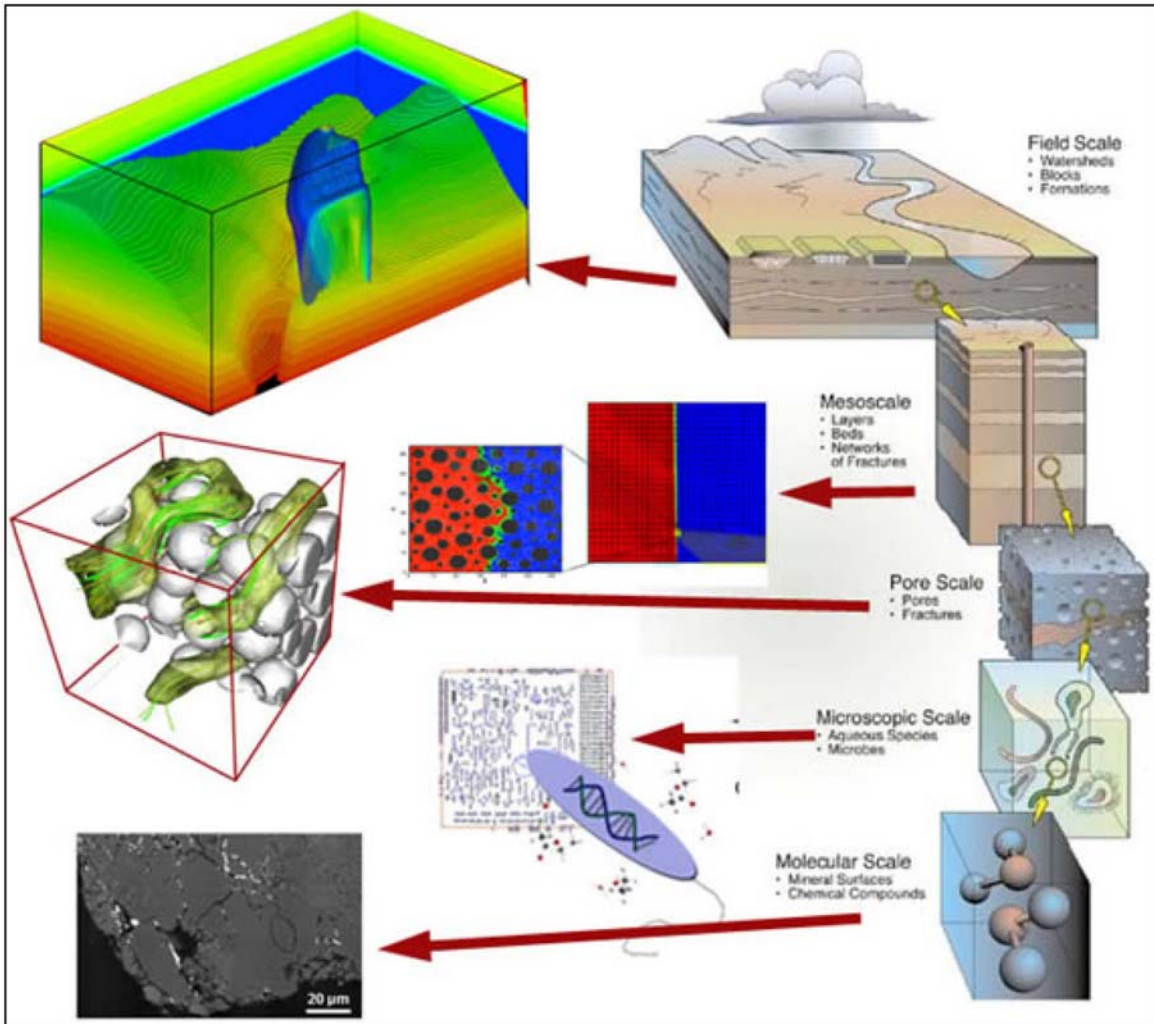 Field Scale
• Watersheds
• Blocks
• Formations
Mesoscale
• Layers
• Beds
• Networks
of Fractures
Pore Scale
• Pores
• Fractures
Microscopic Scale
• Aqueous Species
• Microbes
Molecular Scale
• Mineral Surfaces
• Chemical Compounds
20 µm